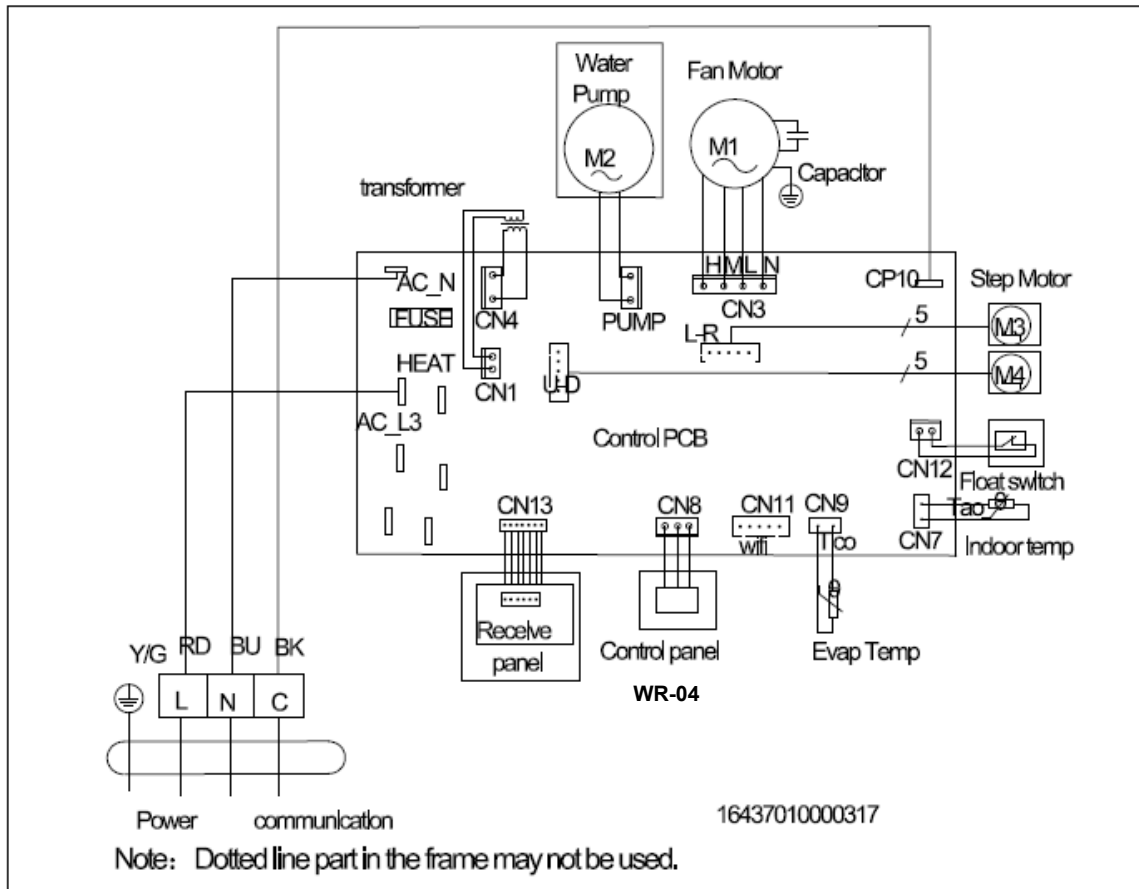 Water
Pump
Fan Motor
M2
M1
Capacitor
transformer
H M L N
AC_N
CP10
Step Motor
FUSE
CN4
PUMP
CN3
5
M3
L-R
HEAT
CN1
U-D
5
M4
AC_L3
Control PCB
CN12
Float switch
CN13
CN8
CN11
CN9
Tao
wifi
Tco
CN7
Indoor temp
Receive
panel
Control panel
Evap Temp
WR-04
Y/G
RD
BU
BK
L
N
C
Power
communication
16437010000317
Note: Dotted line part in the frame may not be used.